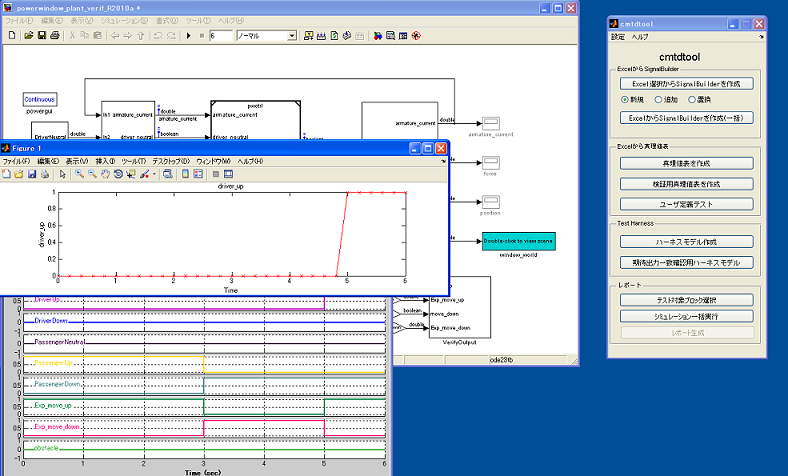 powerwindow_plant_verif_R2010a *
ファイル(F) 編集(E) 表示(V) シミュレーション(S) 書式(O) ツール(T) ヘルプ(H)
6
ノーマル
Continuous
powergui
DriverNeutral
double
In1 armature_current
double
armature_current
boolean
driver_neutral
pwctrl
armature_current
driver_neutral
armature_current
double
armature_current
force
position
Double-click to view scene
window_world
Exp_move_up
boolean
move_down
double
Exp_move_down
VerifyOutput
ode23tb
Figure 1
ファイル(F) 編集(E) 表示(V) 挿入(I) ツール(T) デスクトップ(D) ウィンドウ(W) ヘルプ(H)
driver_up
driver_up
1
0.8
0.6
0.4
0.2
0
0 1 2 3 4 5 6
Time
DriverUp
DriverDown
PassengerNeutral
PassengerUp
PassengerDown
Exp_move_up
Exp_move_down
obstacle
0 1 2 3 4 5 6
Time (sec)
cmtdtool
設定 ヘルプ
cmtdtool
ExcelからSignalBuilder
Excel選択からSignalBuilderを作成
新規 追加 置換
ExcelからSignalBuilderを作成(一括)
Excelから真理値表
真理値表を作成
検証用真理値表を作成
ユーザ定義テスト
Test Harness
ハーネスモデル作成
期待出力一致確認用ハーネスモデル
レポート
テスト対象ブロック選択
シミュレーション一括実行
レポート生成